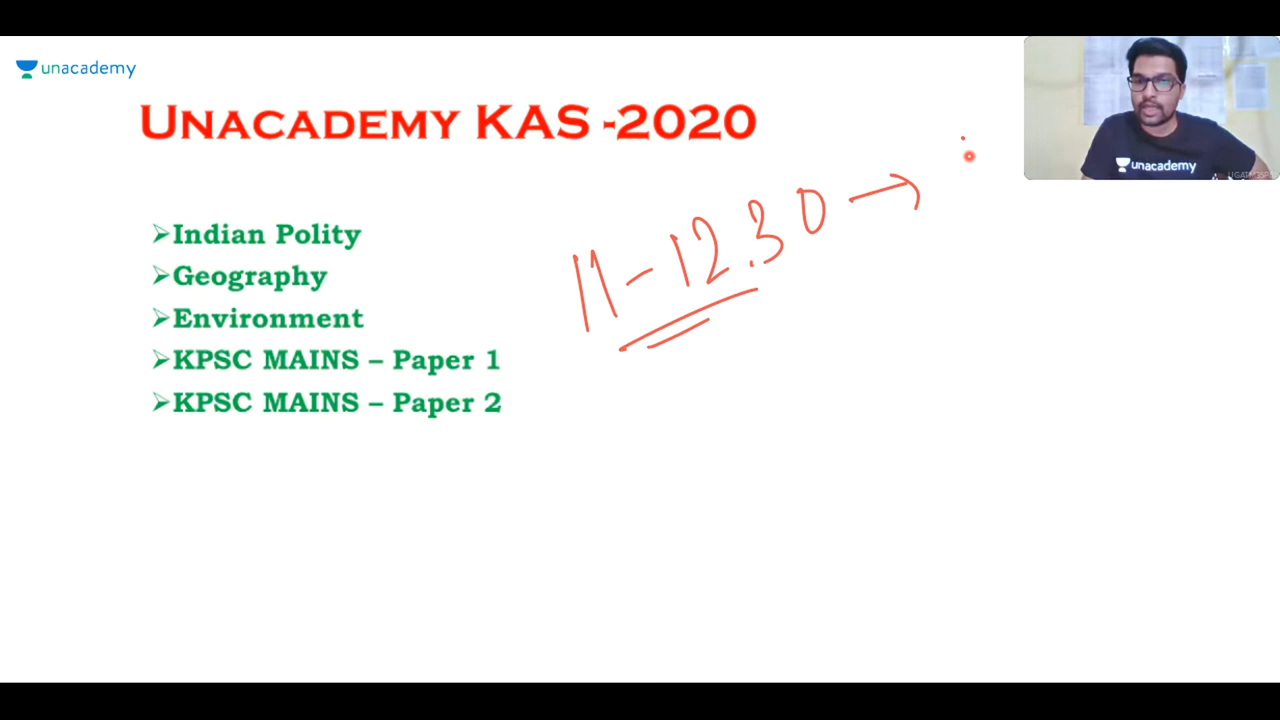 unacademy
UNACADEMY KAS -2020
unacademy
11-12.30 →
➢Indian Polity
➢Geography
➢Environment
➢KPSC MAINS – Paper 1
➢KPSC MAINS – Paper 2